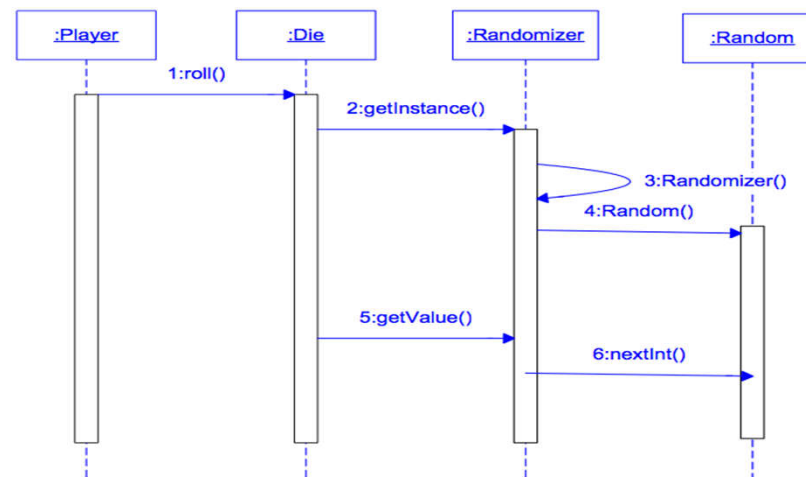 :Player
:Die
:Randomizer
:Random
1:roll()
2:getInstance()
3:Randomizer()
4:Random()
5:getValue()
6:nextInt()